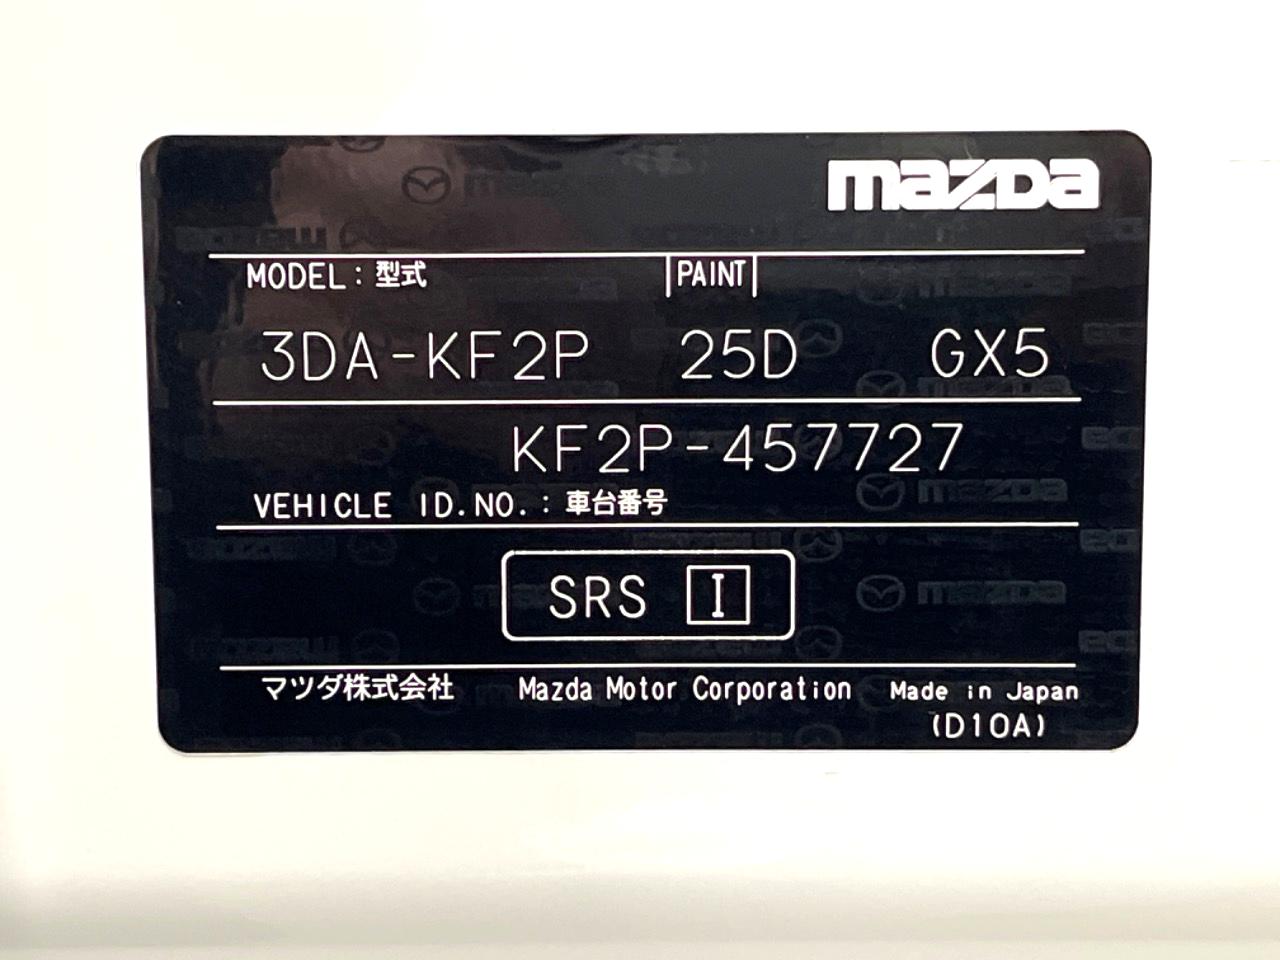 mazda
MODEL : 型式 PAINT
3DA-KF2P 25D GX5
KF2P-457727
VEHICLE ID.NO. : 車台番号
SRS I
マツダ株式会社 Mazda Motor Corporation Made in Japan
(D10A)